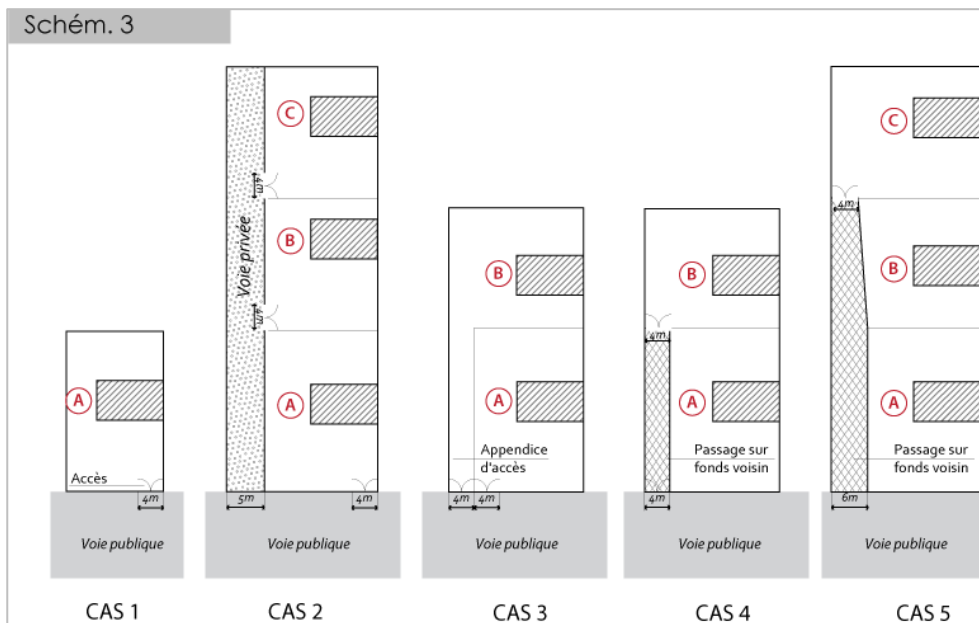 Schém. 3
A
Accès
4m
Voie publique
CAS 1
C
4m
Voie privée
B
4m
A
5m
4m
Voie publique
CAS 2
B
A
Appendice
d'accès
4m
4m
Voie publique
CAS 3
B
4m
A
Passage sur
fonds voisin
4m
Voie publique
CAS 4
C
4m
B
A
Passage sur
fonds voisin
6m
Voie publique
CAS 5